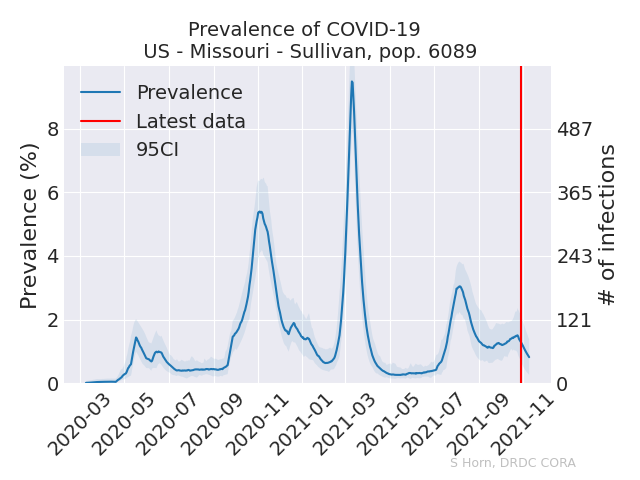 Prevalence of COVID-19
US - Missouri - Sullivan, pop. 6089
Prevalence
Latest data
95CI
Prevalence (%)
8
6
4
2
0
487
365
243
121
0
# of infections
2020-03
2020-05
2020-07
2020-09
2020-11
2021-01
2021-03
2021-05
2021-07
2021-09
2021-11
S Horn, DRDC CORA